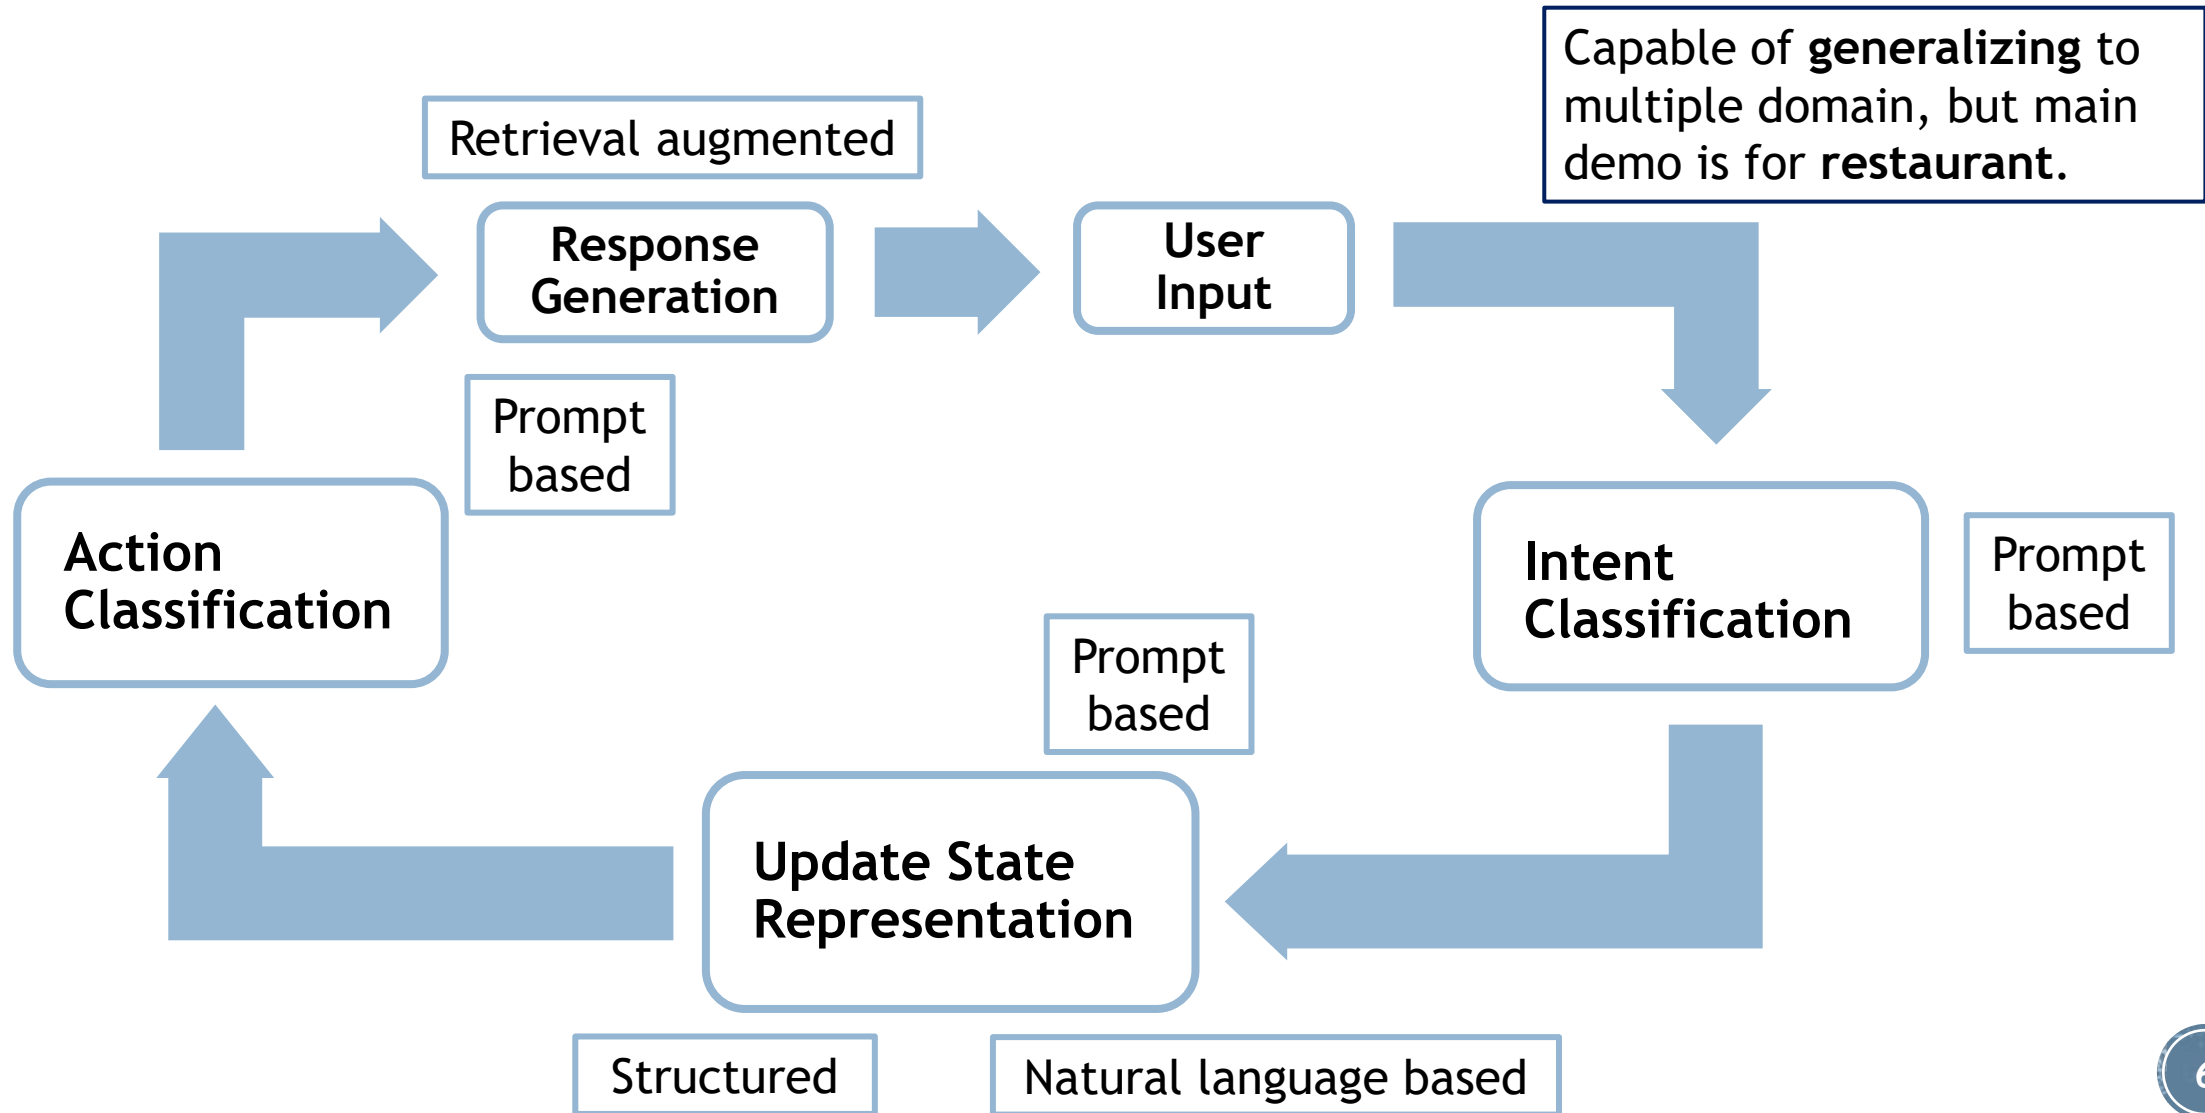 Capable of generalizing to
multiple domain, but main
demo is for restaurant.
Retrieval augmented
Response
Generation
User
Input
Prompt
based
Action
Classification
Intent
Classification
Prompt
based
Prompt
based
Update State
Representation
Structured
Natural language based
6